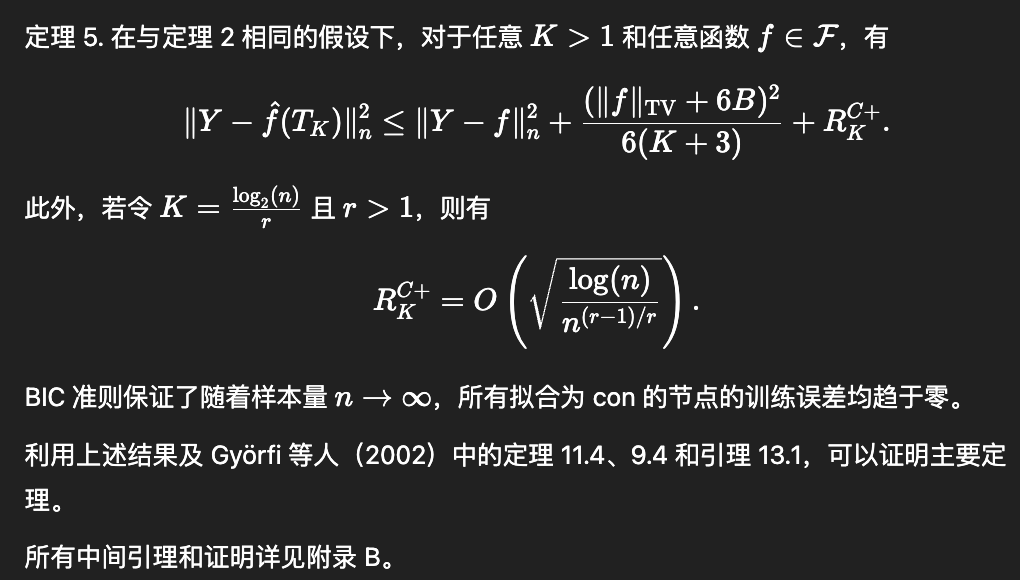 定理 5. 在与定理 2 相同的假设下，对于任意 $K > 1$ 和任意函数 $f \in \mathcal{F}$，有
$$\|Y - \hat{f}(T_K)\|_n^2 \leq \|Y - f\|_n^2 + \frac{(\|f\|_{\mathrm{TV}} + 6B)^2}{6(K + 3)} + R_K^{C+}.$$
此外，若令 $K = \frac{\log_2(n)}{r}$ 且 $r > 1$，则有
$$R_K^{C+} = O\left(\sqrt{\frac{\log(n)}{n^{(r-1)/r}}}\right).$$
BIC 准则保证了随着样本量 $n \to \infty$，所有拟合为 con 的节点的训练误差均趋于零。
利用上述结果及 Györfi 等人（2002）中的定理 11.4、9.4 和引理 13.1，可以证明主要定
理。
所有中间引理和证明详见附录 B。